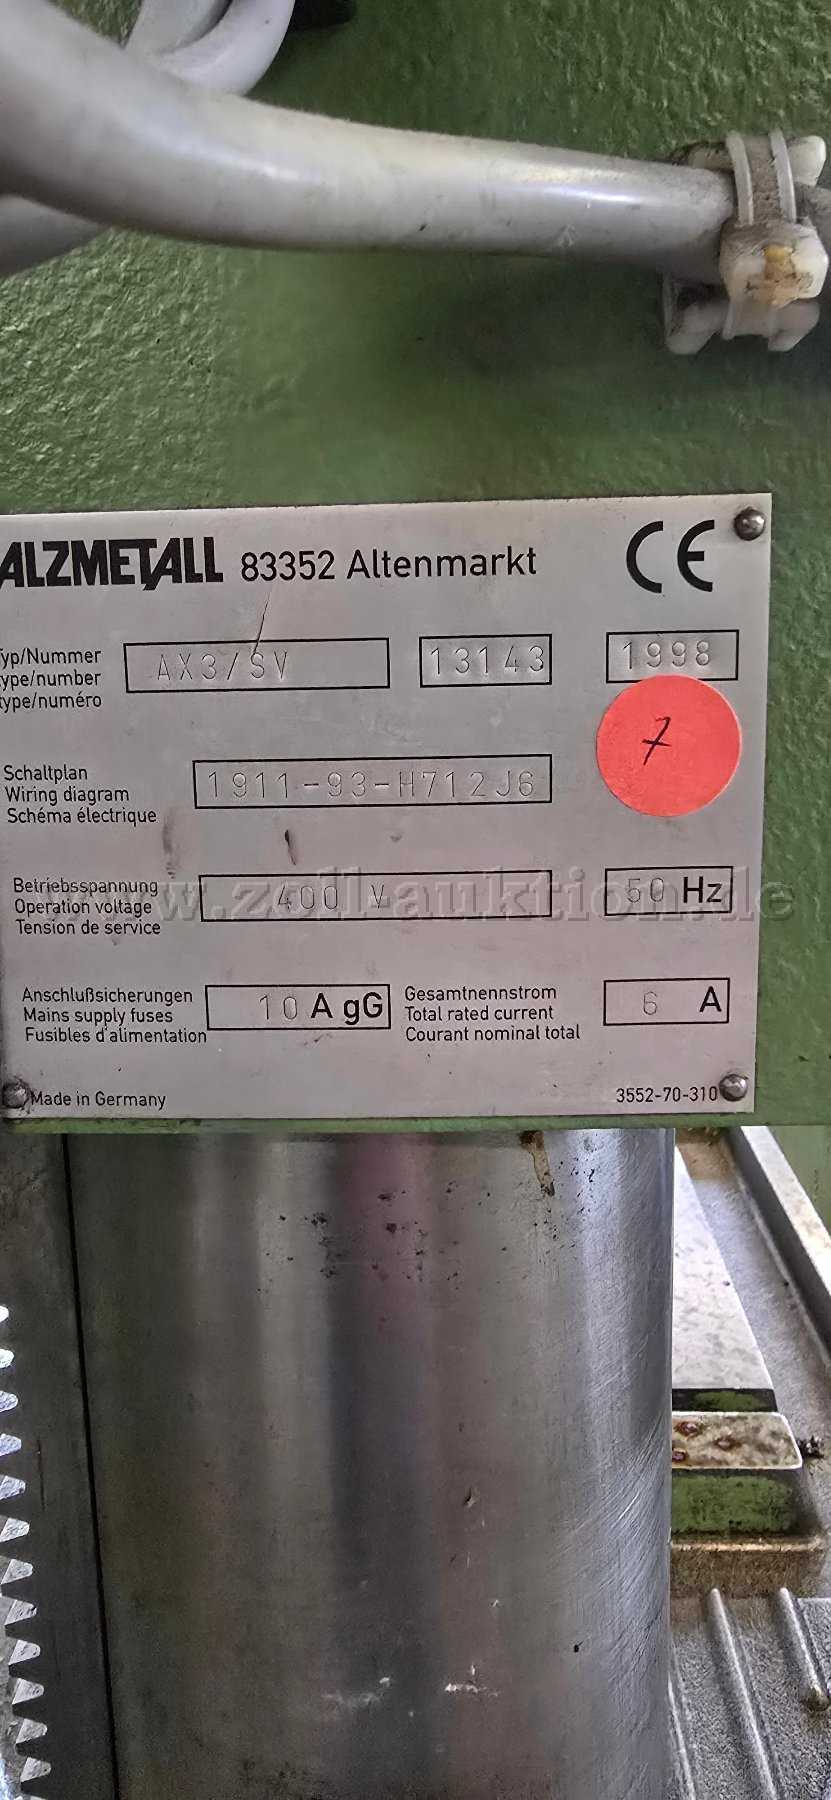 ALZMETALL 83352 Altenmarkt CE
Typ/Nummer
type/number
type/numéro
AX3/SV 13143 1998
7
Schaltplan
Wiring diagram
Schéma électrique
1911-93-H712J6
Betriebsspannung
Operation voltage
Tension de service
400 V 50 Hz
www.zoll-auktion.de
Anschlußsicherungen
Mains supply fuses
Fusibles d'alimentation
10 A gG
Gesamtnennstrom
Total rated current
Courant nominal total
6 A
Made in Germany 3552-70-310